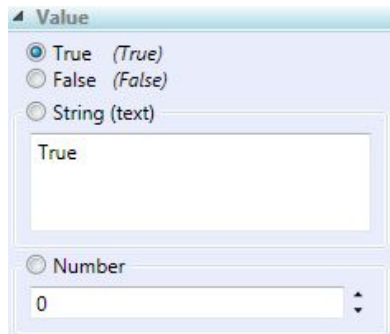 Value
True (True)
False (False)
String (text)
True
Number
0